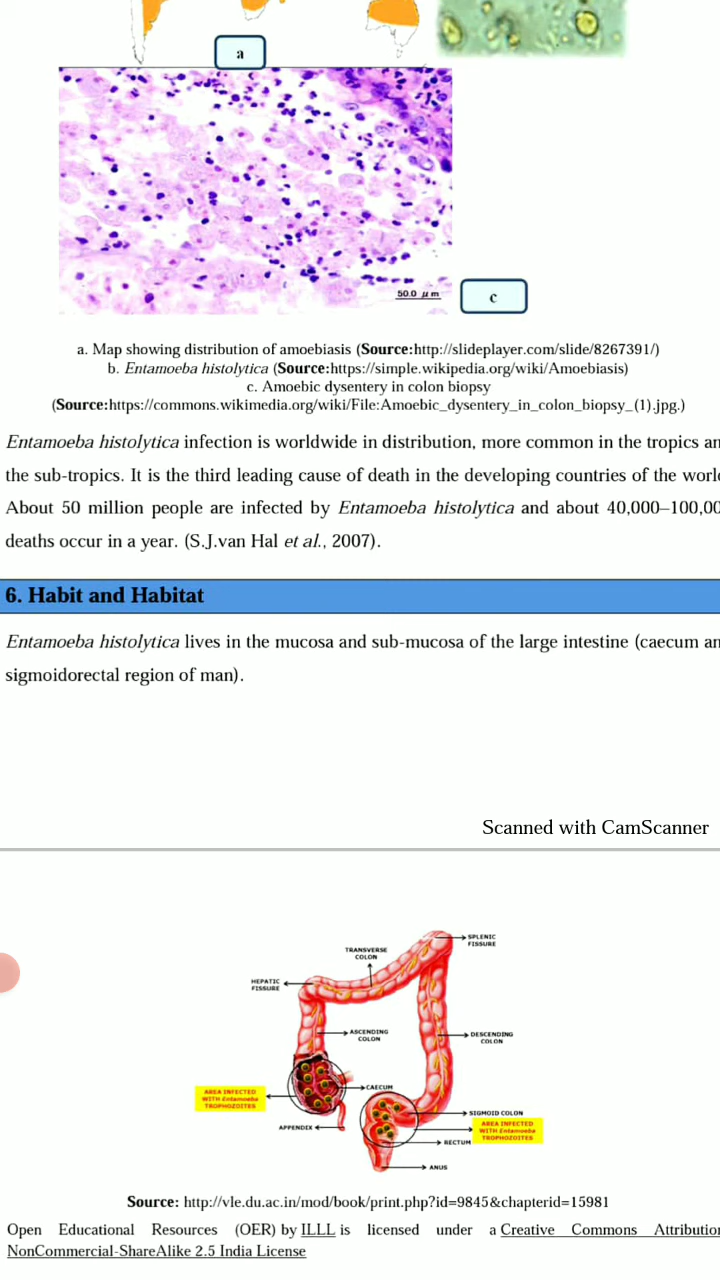 a
50.0 µm
c
a. Map showing distribution of amoebiasis (Source:http://slideplayer.com/slide/8267391/)
b. Entamoeba histolytica (Source:https://simple.wikipedia.org/wiki/Amoebiasis)
c. Amoebic dysentery in colon biopsy
(Source:https://commons.wikimedia.org/wiki/File:Amoebic_dysentery_in_colon_biopsy_(1).jpg.)
Entamoeba histolytica infection is worldwide in distribution, more common in the tropics an
the sub-tropics. It is the third leading cause of death in the developing countries of the worl
About 50 million people are infected by Entamoeba histolytica and about 40,000–100,00
deaths occur in a year. (S.J.van Hal et al., 2007).
6. Habit and Habitat
Entamoeba histolytica lives in the mucosa and sub-mucosa of the large intestine (caecum an
sigmoidorectal region of man).
Scanned with CamScanner
SPLENIC
FISSURE
TRANSVERSE
COLON
HEPATIC
FISSURE
ASCENDING
COLON
DESCENDING
COLON
CAECUM
AREA INFECTED
WITH Entamoeba
TROPHOZOITES
SIGMOID COLON
AREA INFECTED
WITH Entamoeba
TROPHOZOITES
APPENDIX
RECTUM
ANUS
Source: http://vle.du.ac.in/mod/book/print.php?id=9845&chapterid=15981
Open Educational Resources (OER) by ILLL is licensed under a Creative Commons Attribution
NonCommercial-ShareAlike 2.5 India License